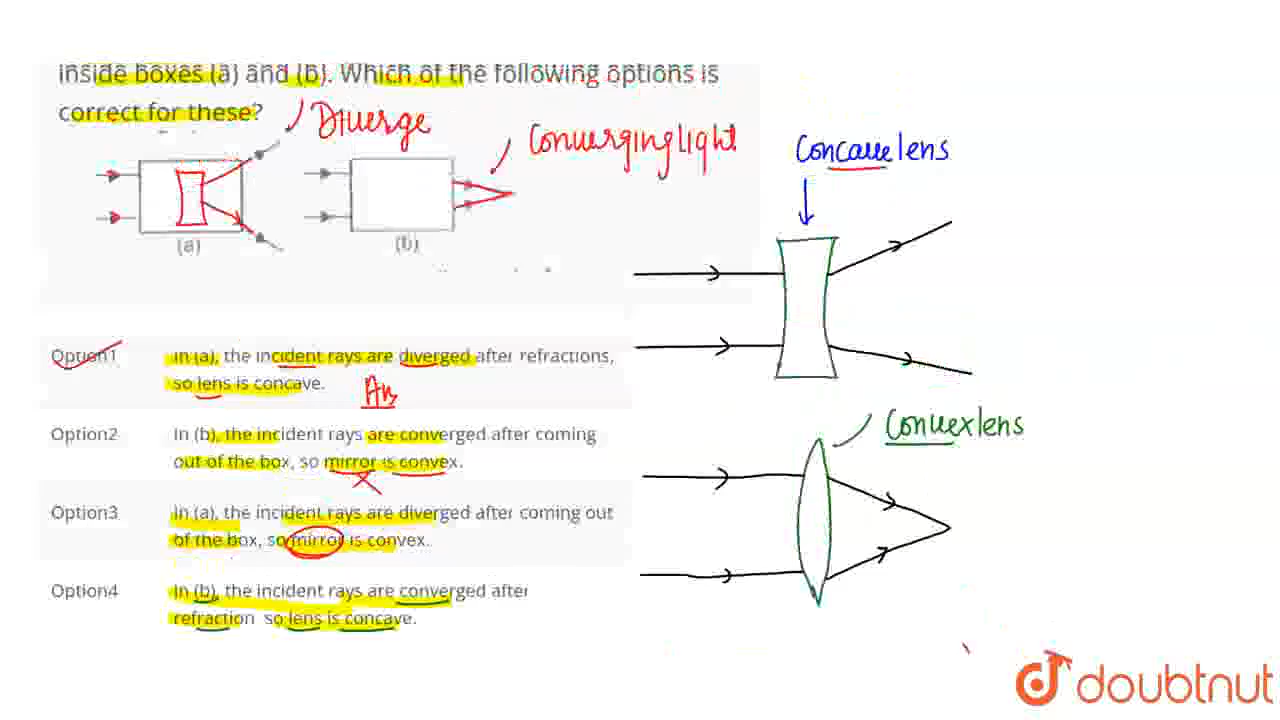 inside boxes (a) and (b). Which of the following options is
correct for these?
Diverge
Converging light
Concave lens
(a)
(b)
Option1
In (a), the incident rays are diverged after refractions,
so lens is concave.
Ans
Option2
In (b), the incident rays are converged after coming
out of the box, so mirror is convex.
Convex lens
Option3
In (a), the incident rays are diverged after coming out
of the box, so mirror is convex.
Option4
In (b), the incident rays are converged after
refraction so lens is concave.
doubtnut